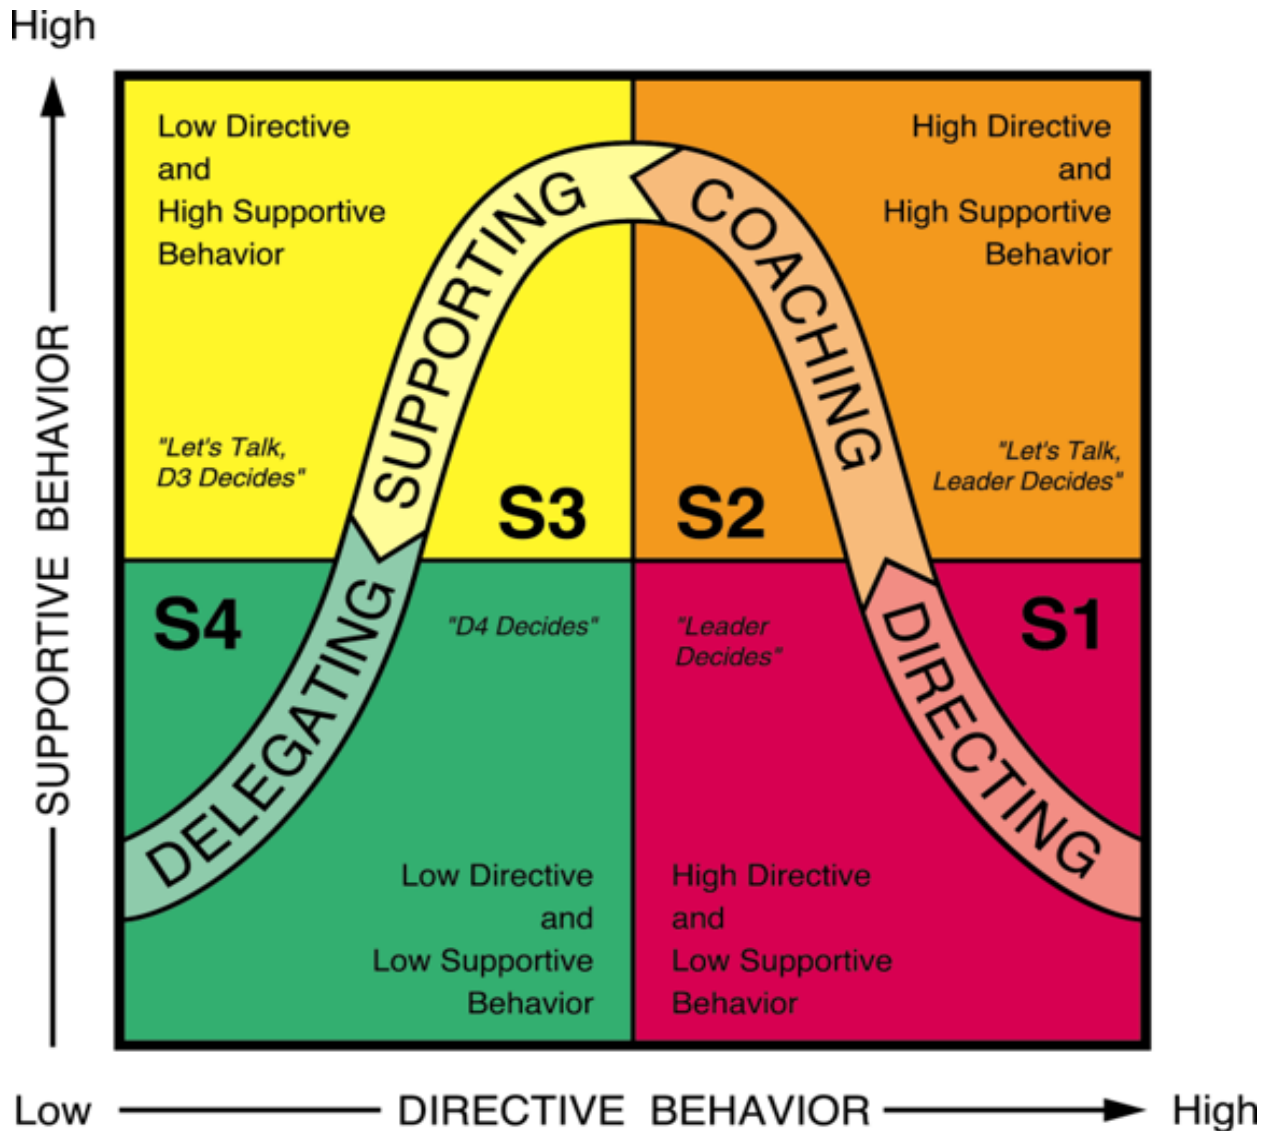 High
Low Directive
and
High Supportive
Behavior
High Directive
and
High Supportive
Behavior
SUPPORTING
COACHING
"Let's Talk,
D3 Decides"
"Let's Talk,
Leader Decides"
S3
S2
SUPPORTIVE BEHAVIOR
S4
"D4 Decides"
"Leader
Decides"
S1
DELEGATING
DIRECTING
Low Directive
and
Low Supportive
Behavior
High Directive
and
Low Supportive
Behavior
Low
DIRECTIVE BEHAVIOR
High